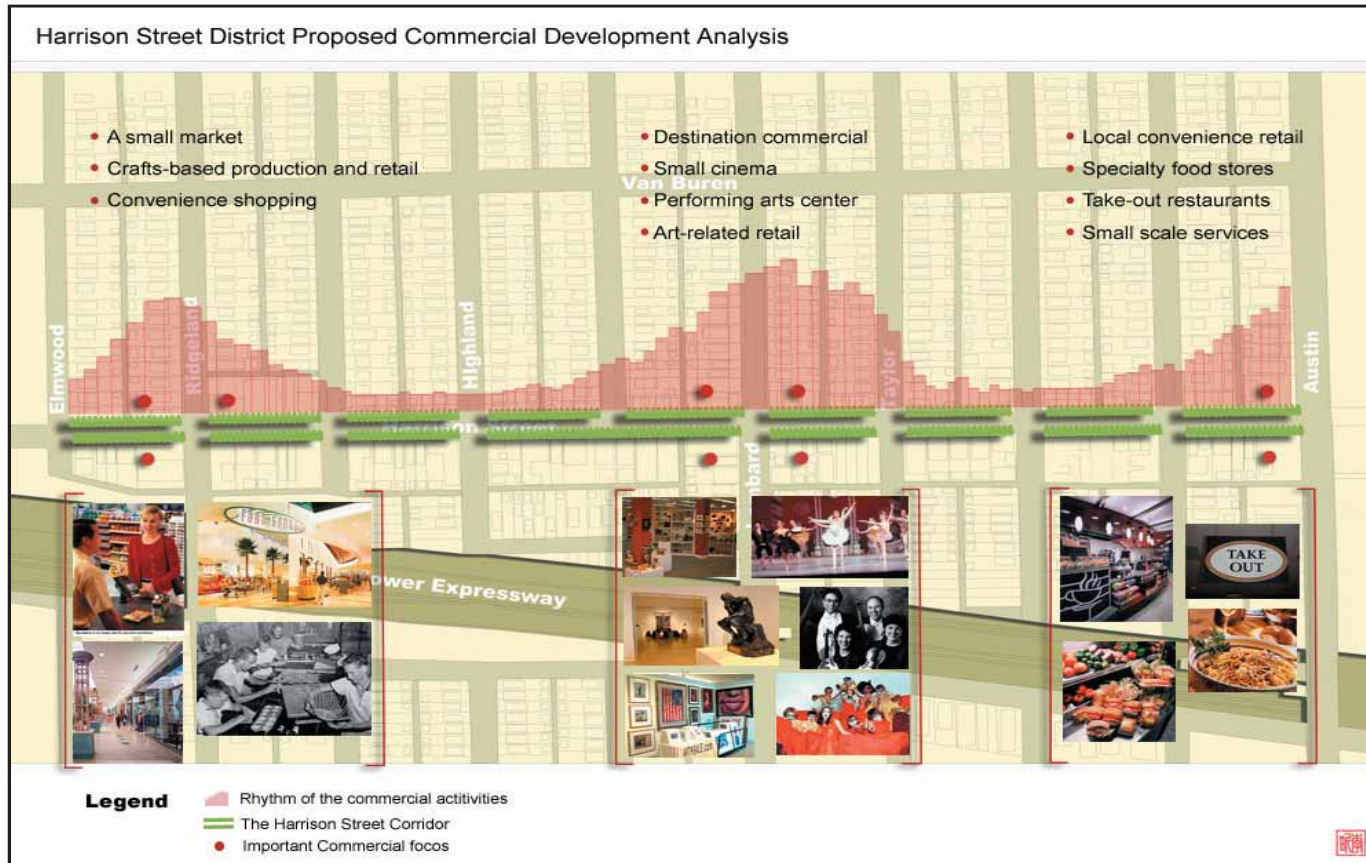 Harrison Street District Proposed Commercial Development Analysis
• A small market
• Crafts-based production and retail
• Convenience shopping
• Destination commercial
• Small cinema
• Performing arts center
• Art-related retail
• Local convenience retail
• Specialty food stores
• Take-out restaurants
• Small scale services
Van Buren
Elmwood
Ridgeland
Highland
Taylor
Austin
ower Expressway
TAKE
OUT
Legend
Rhythm of the commercial actitivities
The Harrison Street Corridor
Important Commercial focos